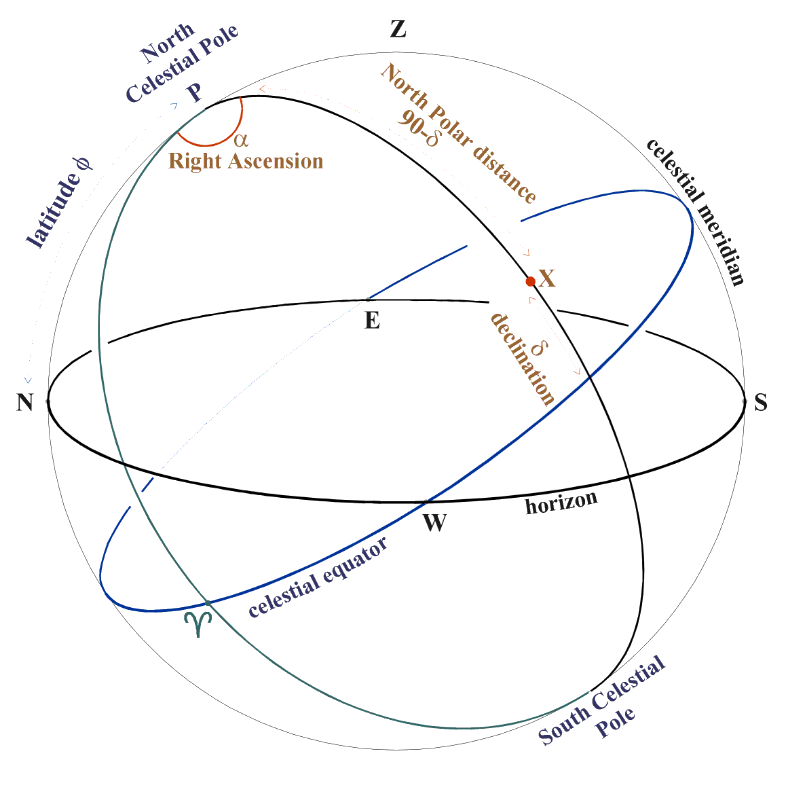 Z
North
Celestial Pole
P
North Polar distance
90-δ
α
Right Ascension
latitude ϕ
celestial meridian
X
E
δ
declination
N
S
W
horizon
celestial equator
♈
South Celestial
Pole